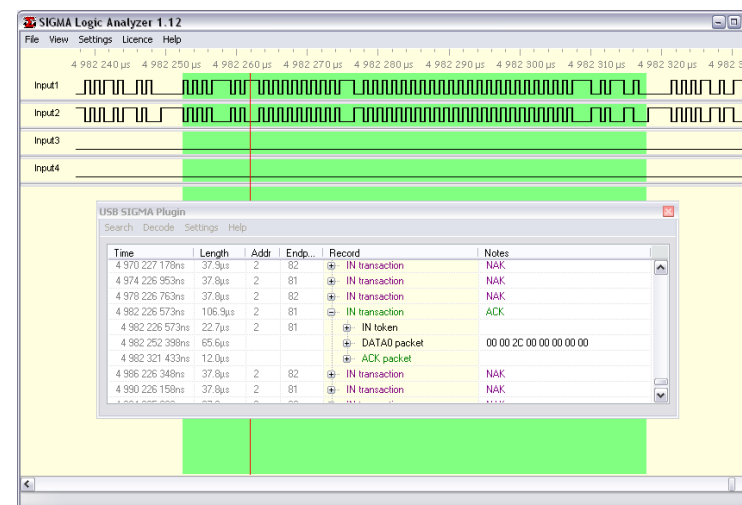 SIGMA Logic Analyzer 1.12
File View Settings Licence Help
4 982 240 µs 4 982 250 µs 4 982 260 µs 4 982 270 µs 4 982 280 µs 4 982 290 µs 4 982 300 µs 4 982 310 µs 4 982 320 µs 4 982 3
Input1
Input2
Input3
Input4
USB SIGMA Plugin
Search Decode Settings Help
Time Length Addr Endp... Record Notes
4 970 227 178ns 37.9µs 2 82 IN transaction NAK
4 974 226 953ns 37.8µs 2 81 IN transaction NAK
4 978 226 763ns 37.8µs 2 82 IN transaction NAK
4 982 226 573ns 106.9µs 2 81 IN transaction ACK
4 982 226 573ns 22.7µs 2 81 IN token
4 982 252 398ns 65.6µs DATA0 packet 00 00 2C 00 00 00 00 00
4 982 321 433ns 12.0µs ACK packet
4 986 226 348ns 37.8µs 2 82 IN transaction NAK
4 990 226 158ns 37.8µs 2 81 IN transaction NAK